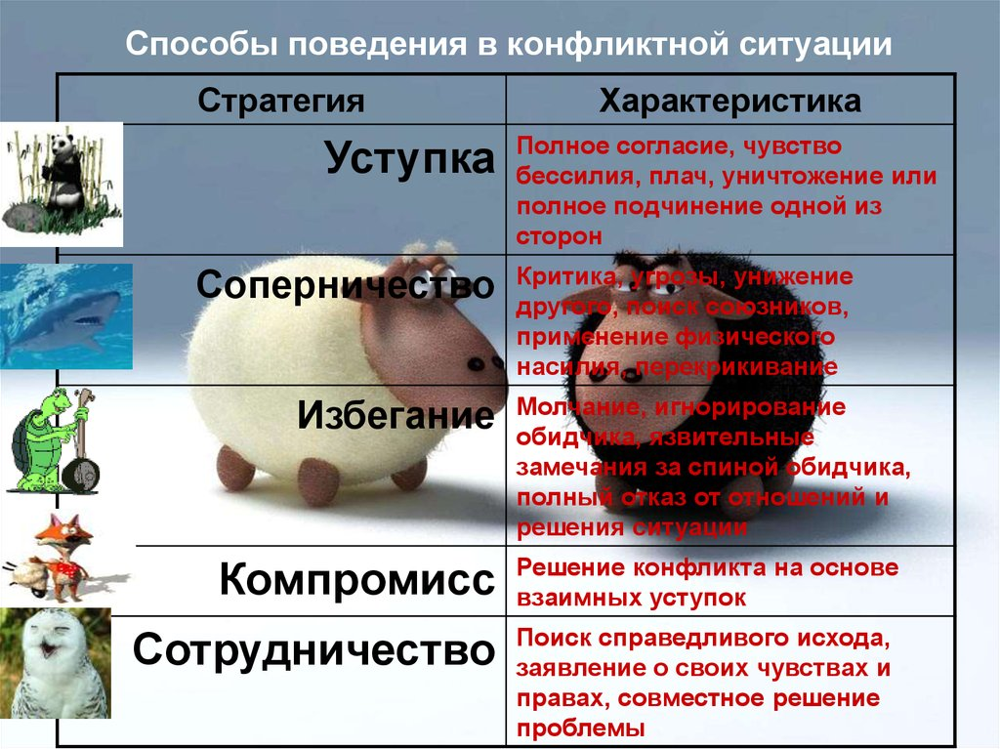 Способы поведения в конфликтной ситуации
Стратегия
Характеристика
Уступка
Полное согласие, чувство
бессилия, плач, уничтожение или
полное подчинение одной из
сторон
Соперничество
Критика, угрозы, унижение
другого, поиск союзников,
применение физического
насилия, перекрикивание
Избегание
Молчание, игнорирование
обидчика, язвительные
замечания за спиной обидчика,
полный отказ от отношений и
решения ситуации
Компромисс
Решение конфликта на основе
взаимных уступок
Сотрудничество
Поиск справедливого исхода,
заявление о своих чувствах и
правах, совместное решение
проблемы